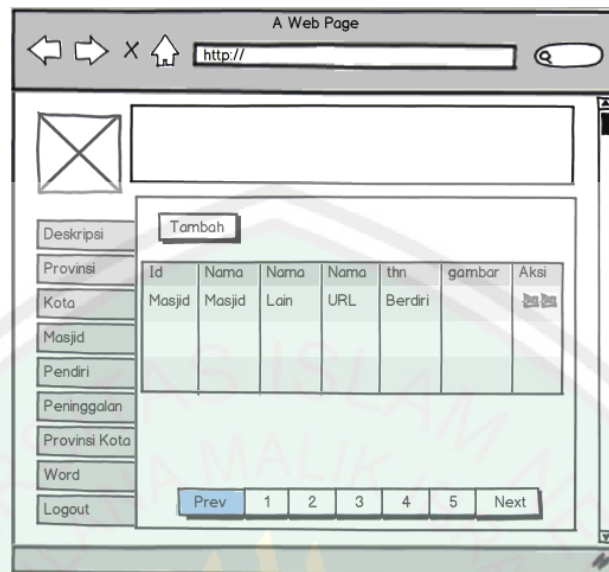 A Web Page
http://
Tambah
Deskripsi
Provinsi
Kota
Masjid
Pendiri
Peninggalan
Provinsi Kota
Word
Logout
Id Nama Nama Nama thn gambar Aksi
Masjid Masjid Lain URL Berdiri
Prev 1 2 3 4 5 Next